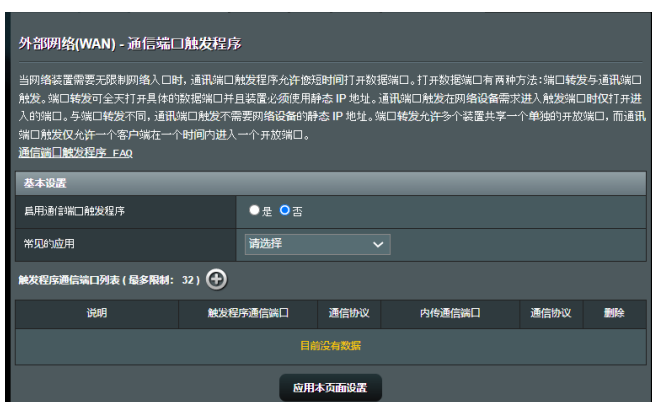 外部网络(WAN) - 通信端口触发程序
当网络装置需要无限制网络入口时, 通讯端口触发程序允许您短时间打开数据端口。打开数据端口有两种方法:端口转发与通讯端口
触发。端口转发可全天打开具体的数据端口并且装置必须使用静态 IP 地址。通讯端口触发在网络设备需求进入触发端口时仅打开进
入的端口。与端口转发不同, 通讯端口触发不需要网络设备的静态 IP 地址。端口转发允许多个装置共享一个单独的开放端口, 而通讯
端口触发仅允许一个客户端在一个时间内进入一个开放端口。
通信端口触发程序 FAQ
基本设置
启用通信端口触发程序 是 否
常见的应用 请选择
触发程序通信端口列表 ( 最多限制: 32 )
说明 触发程序通信端口 通信协议 内传通信端口 通信协议 删除
目前没有数据
应用本页面设置